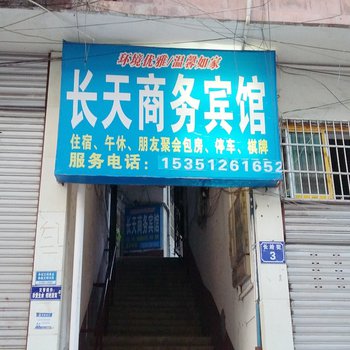 环境优雅/温馨如家
长天商务宾馆
住宿、午休、朋友聚会包房、停车、棋牌
服务电话：15351261652
长天商务宾馆
3